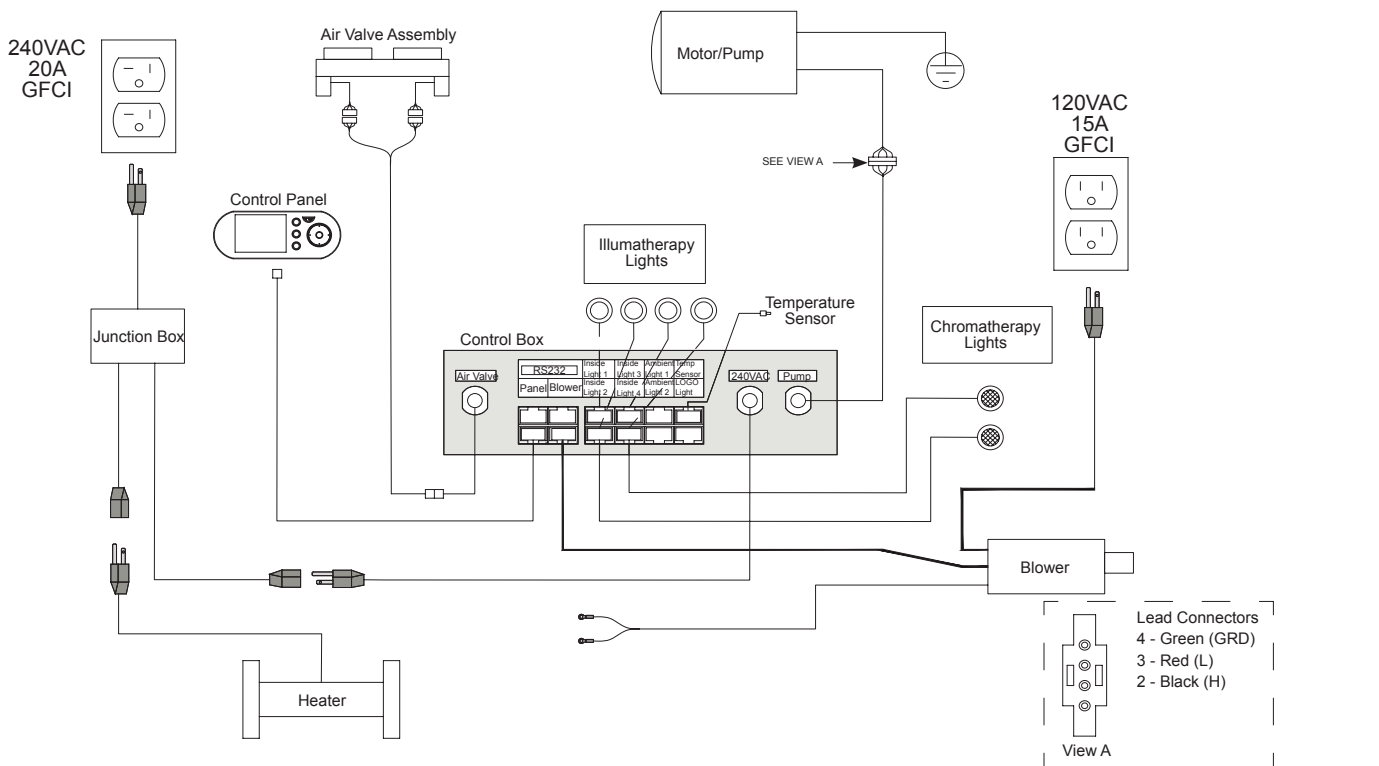 240VAC
20A
GFCI
Air Valve Assembly
Motor/Pump
120VAC
15A
GFCI
SEE VIEW A
Control Panel
Illumatherapy
Lights
Temperature
Sensor
Junction Box
Chromatherapy
Lights
Control Box
Air Valve
RS232
Panel
Blower
Inside
Light 1
Inside
Light 3
Ambient
Light 1
Temp
Sensor
Inside
Light 2
Inside
Light 4
Ambient
Light 2
LOGO
Light
240VAC
Pump
Blower
Heater
Lead Connectors
4 - Green (GRD)
3 - Red (L)
2 - Black (H)
View A